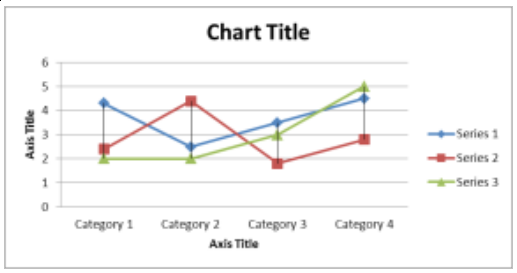 Chart Title
6
5
4
3
2
1
0
Axis Title
Category 1 Category 2 Category 3 Category 4
Axis Title
Series 1
Series 2
Series 3